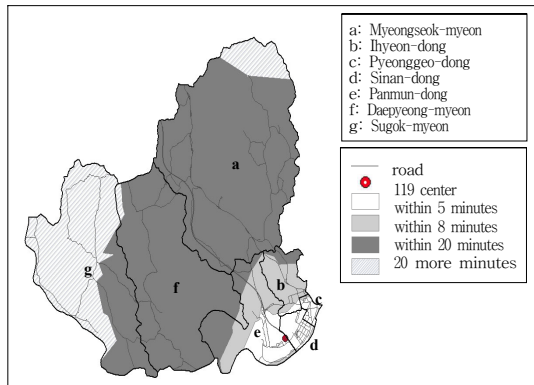 a: Myeongseok-myeon
b: Ihyeon-dong
c: Pyeonggeo-dong
d: Sinan-dong
e: Panmun-dong
f: Daepyeong-myeon
g: Sugok-myeon
road
119 center
within 5 minutes
within 8 minutes
within 20 minutes
20 more minutes
a
b
g
f
c
e
d